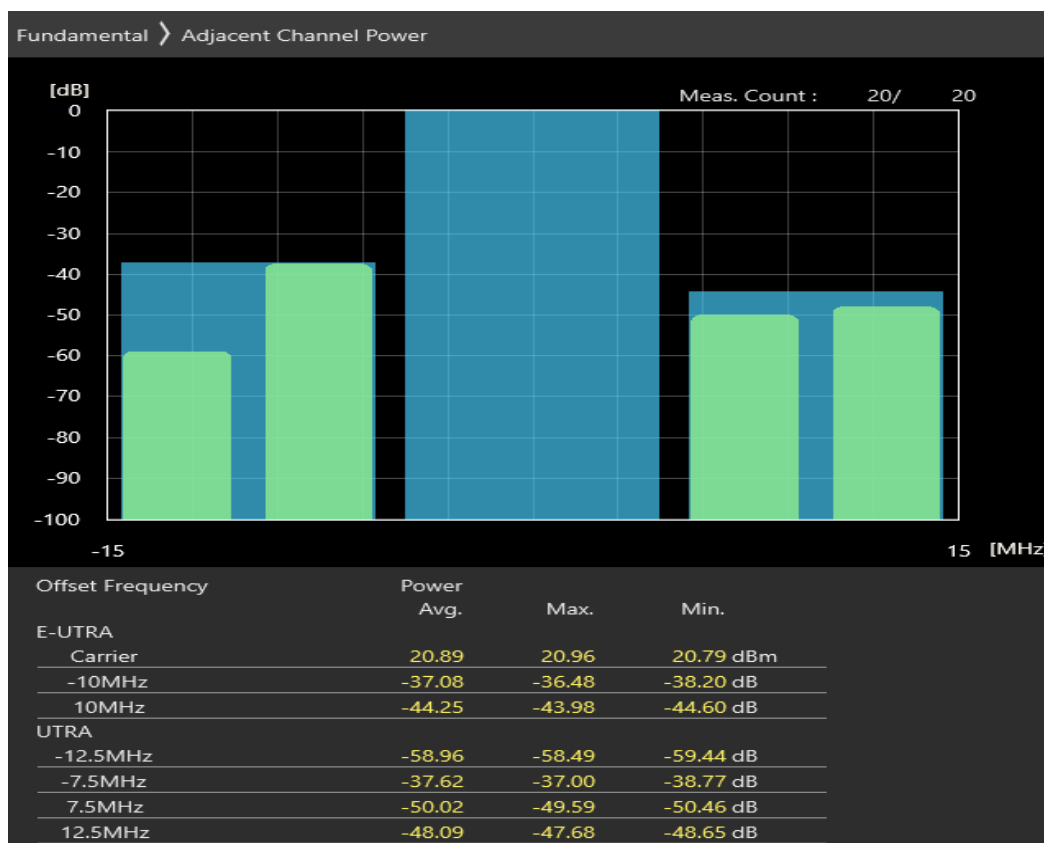 Fundamental 〉 Adjacent Channel Power
[dB]
Meas. Count : 20/ 20
0
-10
-20
-30
-40
-50
-60
-70
-80
-90
-100
-15 15 [MHz
Offset Frequency Power
Avg. Max. Min.
E-UTRA
Carrier 20.89 20.96 20.79 dBm
-10MHz -37.08 -36.48 -38.20 dB
10MHz -44.25 -43.98 -44.60 dB
UTRA
-12.5MHz -58.96 -58.49 -59.44 dB
-7.5MHz -37.62 -37.00 -38.77 dB
7.5MHz -50.02 -49.59 -50.46 dB
12.5MHz -48.09 -47.68 -48.65 dB